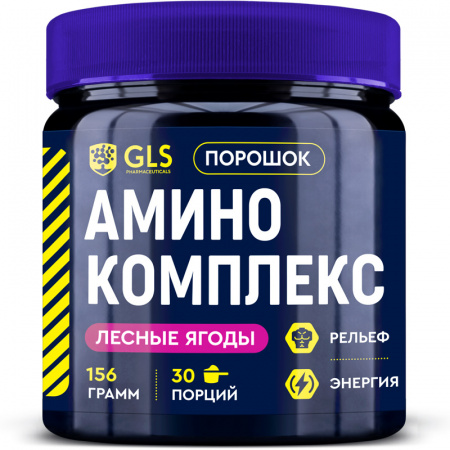 GLS
PHARMACEUTICALS
ПОРОШОК
АМИНО
КОМПЛЕКС
ЛЕСНЫЕ ЯГОДЫ
РЕЛЬЕФ
156
ГРАММ
30
ПОРЦИЙ
ЭНЕРГИЯ